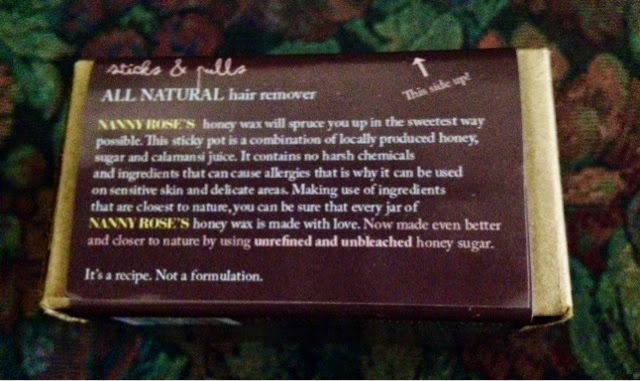 sticks & pulls
This side up!
ALL NATURAL hair remover
NANNY ROSE'S honey wax will spruce you up in the sweetest way
possible. This sticky pot is a combination of locally produced honey,
sugar and calamansi juice. It contains no harsh chemicals
and ingredients that can cause allergies that is why it can be used
on sensitive skin and delicate areas. Making use of ingredients
that are closest to nature, you can be sure that every jar of
NANNY ROSE'S honey wax is made with love. Now made even better
and closer to nature by using unrefined and unbleached honey sugar.
It's a recipe. Not a formulation.